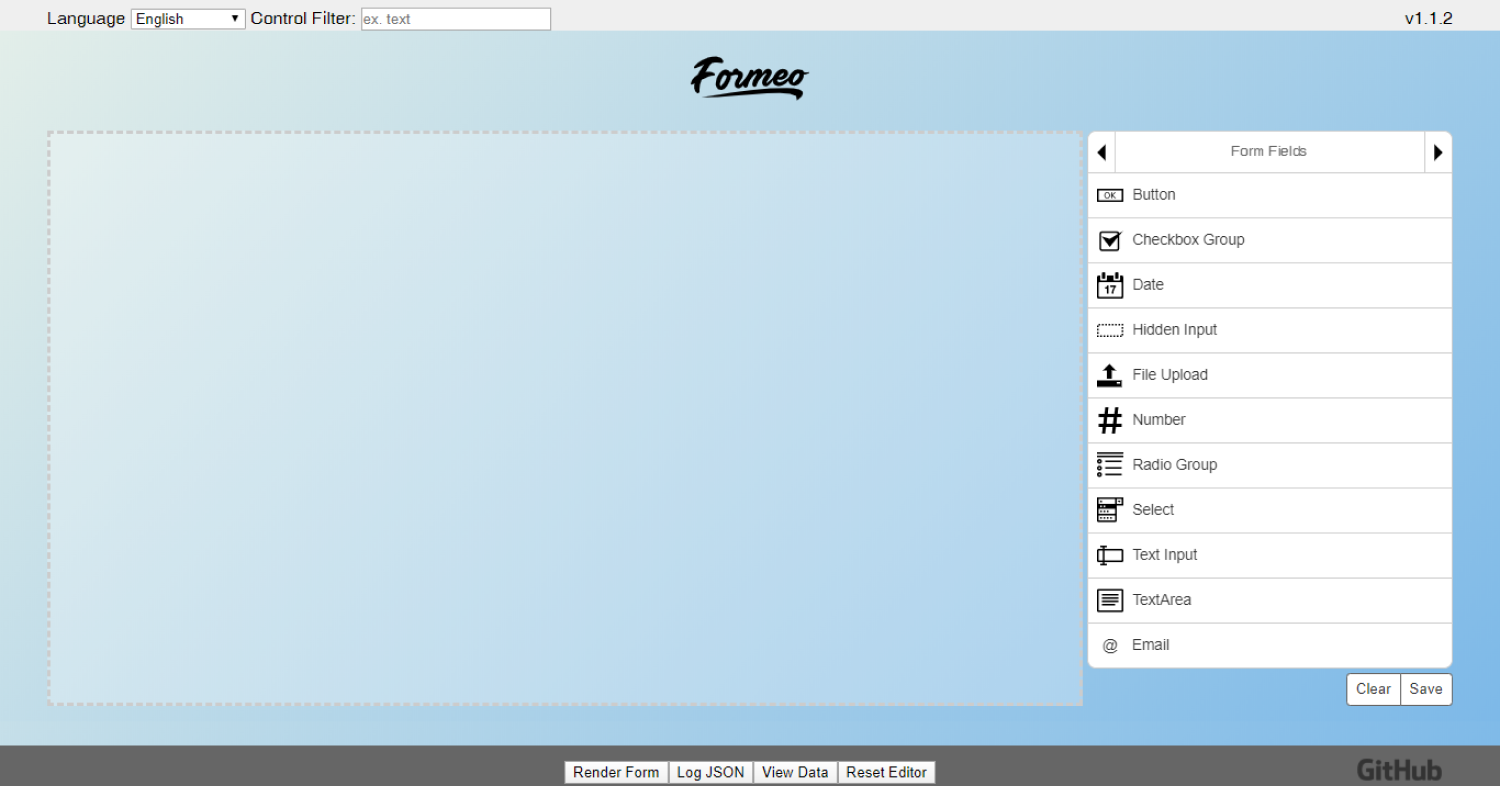 Language English Control Filter: ex. text v1.1.2
Formeo
Form Fields
OK Button
Checkbox Group
17 Date
Hidden Input
File Upload
# Number
Radio Group
Select
Text Input
TextArea
@ Email
Clear Save
Render Form Log JSON View Data Reset Editor GitHub